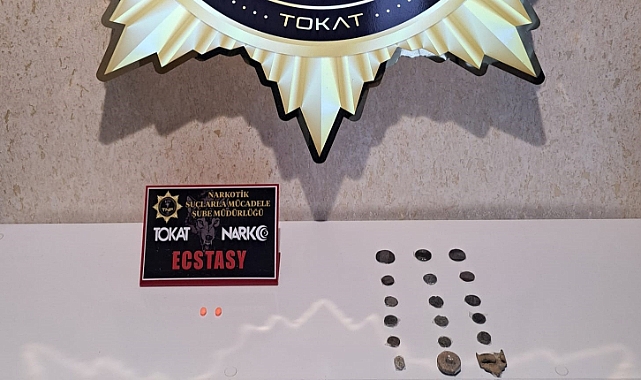 TOKAT
NARKOTİK
SUÇLARLA MÜCADELE
ŞUBE MÜDÜRLÜĞÜ
TOKAT NARKO
ECSTASY